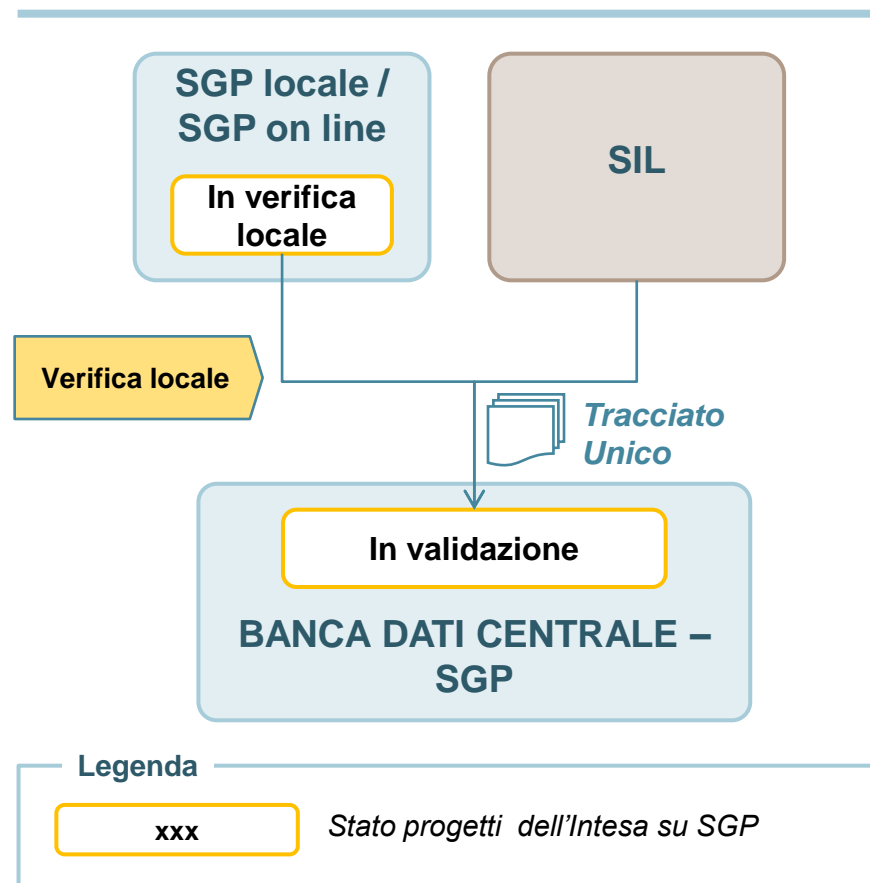 SGP locale /
SGP on line
In verifica
locale
SIL
Verifica locale
Tracciato
Unico
In validazione
BANCA DATI CENTRALE –
SGP
Legenda
xxx
Stato progetti dell'Intesa su SGP